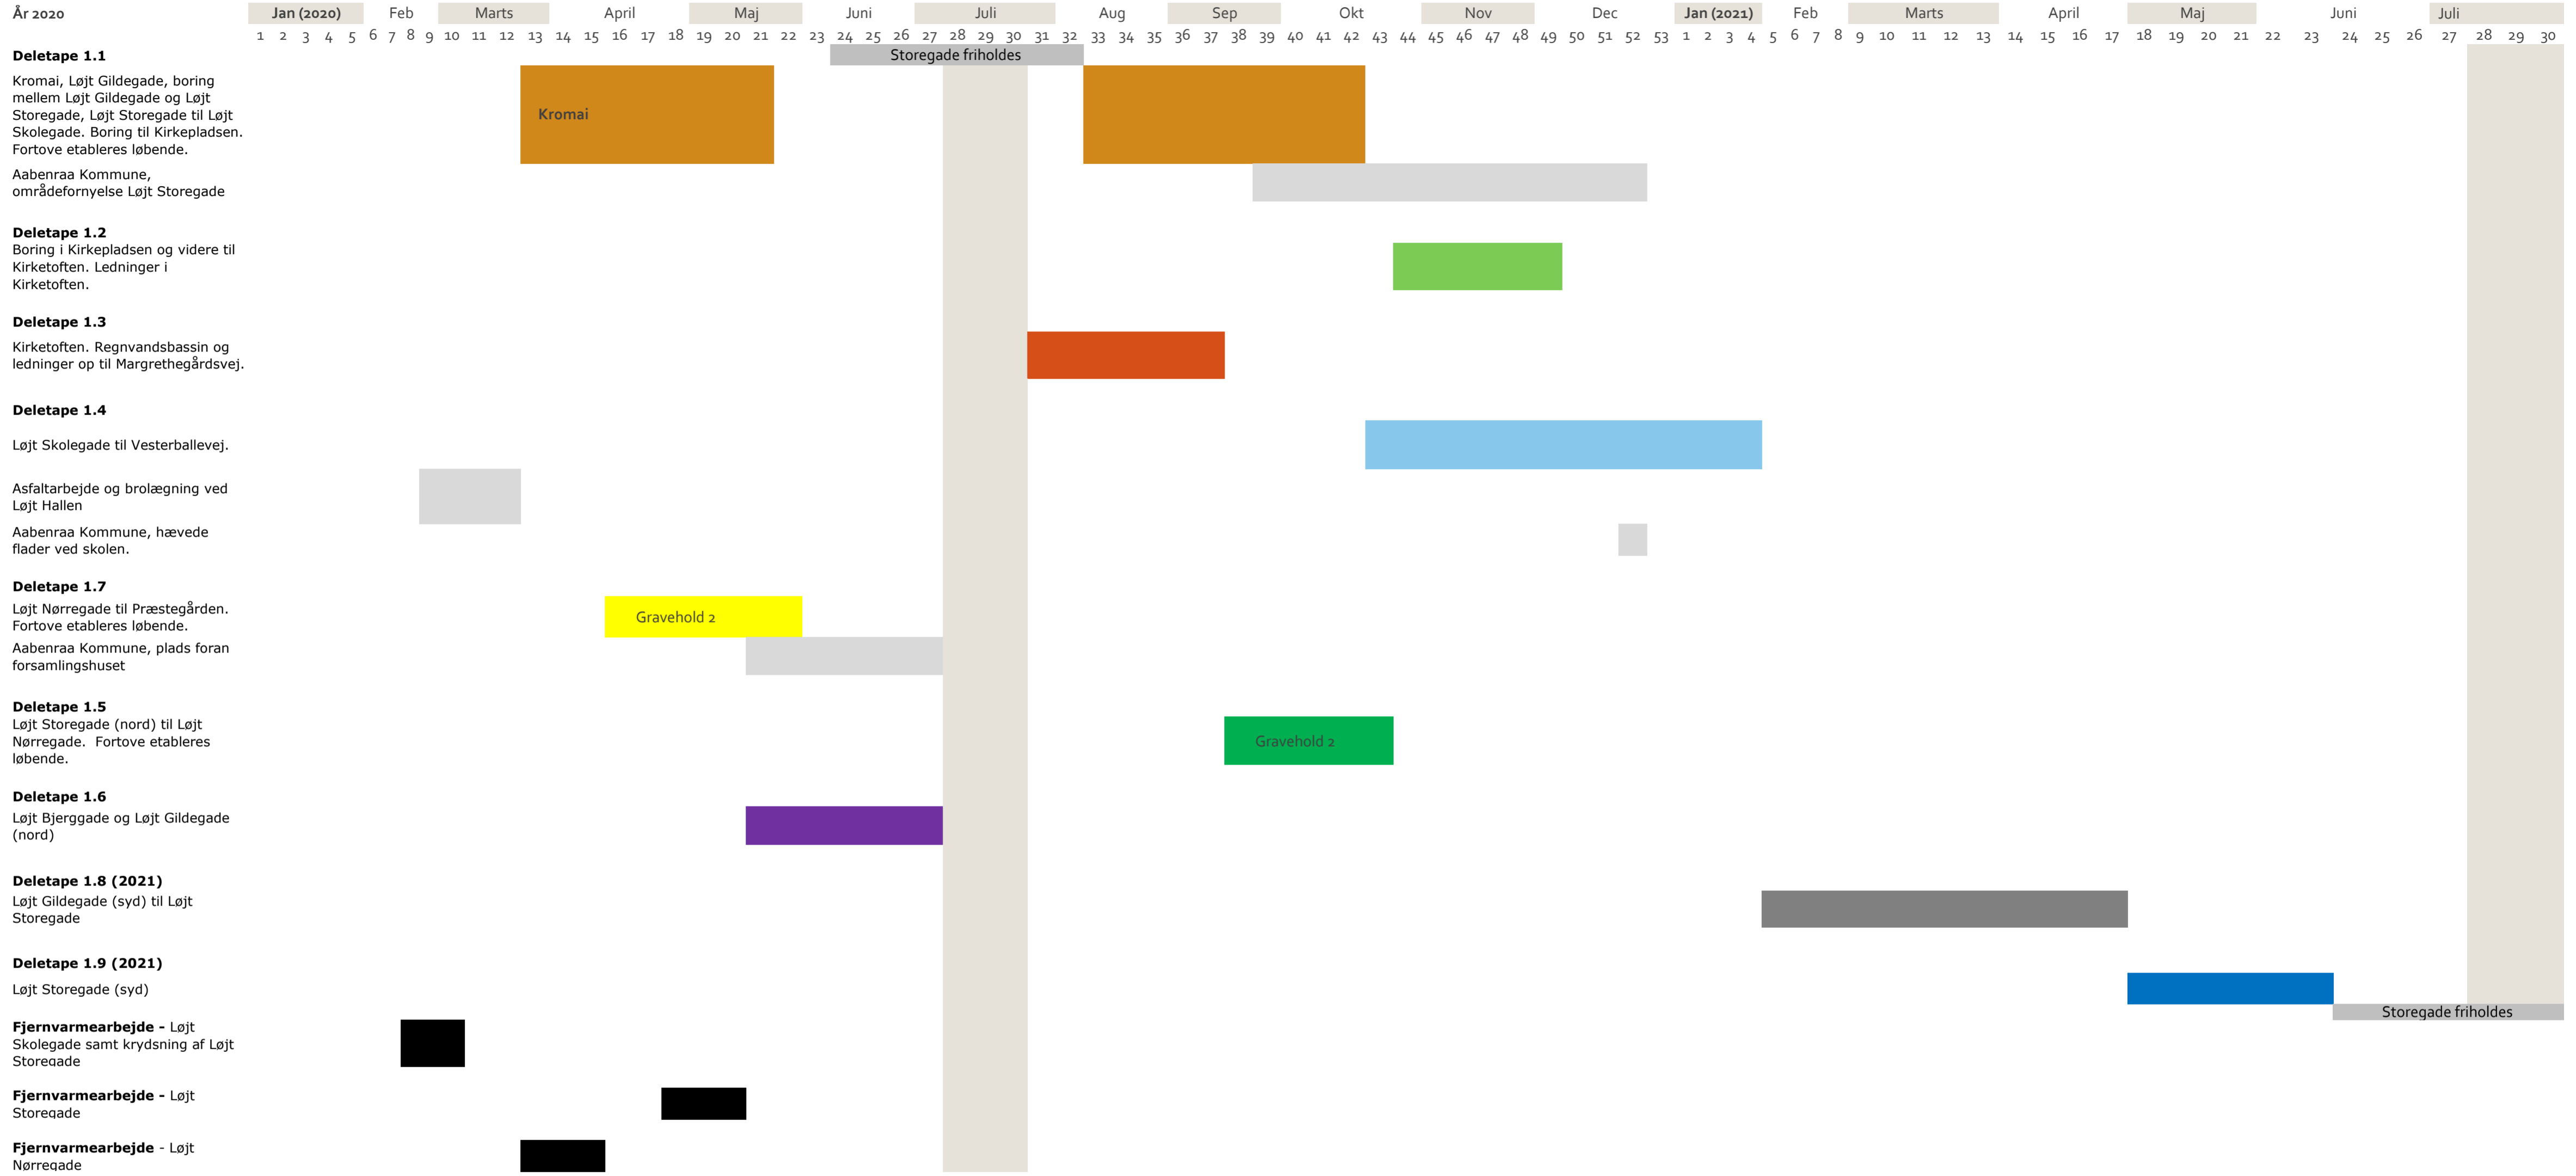 År 2020 Jan (2020) Feb Marts April Maj Juni Juli Aug Sep Okt Nov Dec Jan (2021) Feb Marts April Maj Juni Juli
1 2 3 4 5 6 7 8 9 10 11 12 13 14 15 16 17 18 19 20 21 22 23 24 25 26 27 28 29 30 31 32 33 34 35 36 37 38 39 40 41 42 43 44 45 46 47 48 49 50 51 52 53 1 2 3 4 5 6 7 8 9 10 11 12 13 14 15 16 17 18 19 20 21 22 23 24 25 26 27 28 29 30
Deletape 1.1
Storegade friholdes
Kromai, Løjt Gildegade, boring
mellem Løjt Gildegade og Løjt
Storegade, Løjt Storegade til Løjt
Skolegade. Boring til Kirkepladsen.
Fortove etableres løbende.
Kromai
Aabenraa Kommune,
områdefornyelse Løjt Storegade
Deletape 1.2
Boring i Kirkepladsen og videre til
Kirketoften. Ledninger i
Kirketoften.
Deletape 1.3
Kirketoften. Regnvandsbassin og
ledninger op til Margrethegårdsvej.
Deletape 1.4
Løjt Skolegade til Vesterballevej.
Asfaltarbejde og brolægning ved
Løjt Hallen
Aabenraa Kommune, hævede
flader ved skolen.
Deletape 1.7
Løjt Nørregade til Præstegården.
Fortove etableres løbende.
Gravehold 2
Aabenraa Kommune, plads foran
forsamlingshuset
Deletape 1.5
Løjt Storegade (nord) til Løjt
Nørregade. Fortove etableres
løbende.
Gravehold 2
Deletape 1.6
Løjt Bjerggade og Løjt Gildegade
(nord)
Deletape 1.8 (2021)
Løjt Gildegade (syd) til Løjt
Storegade
Deletape 1.9 (2021)
Løjt Storegade (syd)
Storegade friholdes
Fjernvarmearbejde - Løjt
Skolegade samt krydsning af Løjt
Storegade
Fjernvarmearbejde - Løjt
Storegade
Fjernvarmearbejde - Løjt
Nørregade